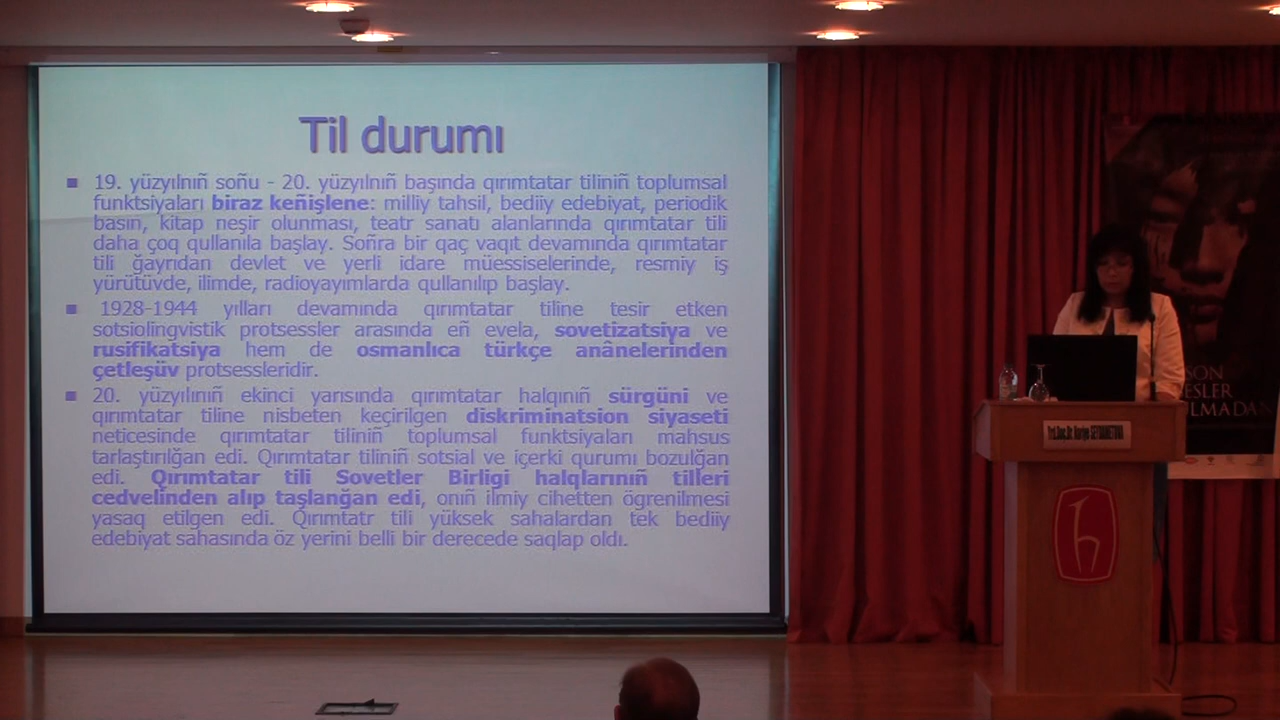 Til durumı
19. yüzyılnıñ soñu - 20. yüzyılnıñ başında qırımtatar tiliniñ toplumsal
funktsiyaları biraz keñişlene: milliy tahsil, bediiy edebiyat, periodik
basın, kitap neşir olunması, teatr sanatı alanlarında qırımtatar tili
daha çoq qullanıla başlay. Soñra bir qaç vaqıt devamında qırımtatar
tili ğayrıdan devlet ve yerli idare müessiselerinde, resmiy iş
yürütüvde, ilimde, radioyayımlarda qullanılıp başlay.
1928-1944 yılları devamında qırımtatar tiline tesir etken
sotsiolingvistik protsessler arasında eñ evela, sovetizatsiya ve
rusifikatsiya hem de osmanlıca türkçe anânelerinden
çetleşüv protsessleridir.
20. yüzyılınıñ ekinci yarısında qırımtatar halqınıñ sürgüni ve
qırımtatar tiline nisbeten keçirilgen diskriminatsion siyaseti
neticesinde qırımtatar tiliniñ toplumsal funktsiyaları mahsus
tarlaştırılğan edi. Qırımtatar tiliniñ sotsial ve içerki qurumı bozulğan
edi. Qırımtatar tili Sovetler Birligi halqlarınıñ tilleri
cedvelinden alıp taşlanğan edi, onıñ ilmiy cihetten ögrenilmesi
yasaq etilgen edi. Qırımtatr tili yüksek sahalardan tek bediiy
edebiyat sahasında öz yerini belli bir derecede saqlap oldı.
SON